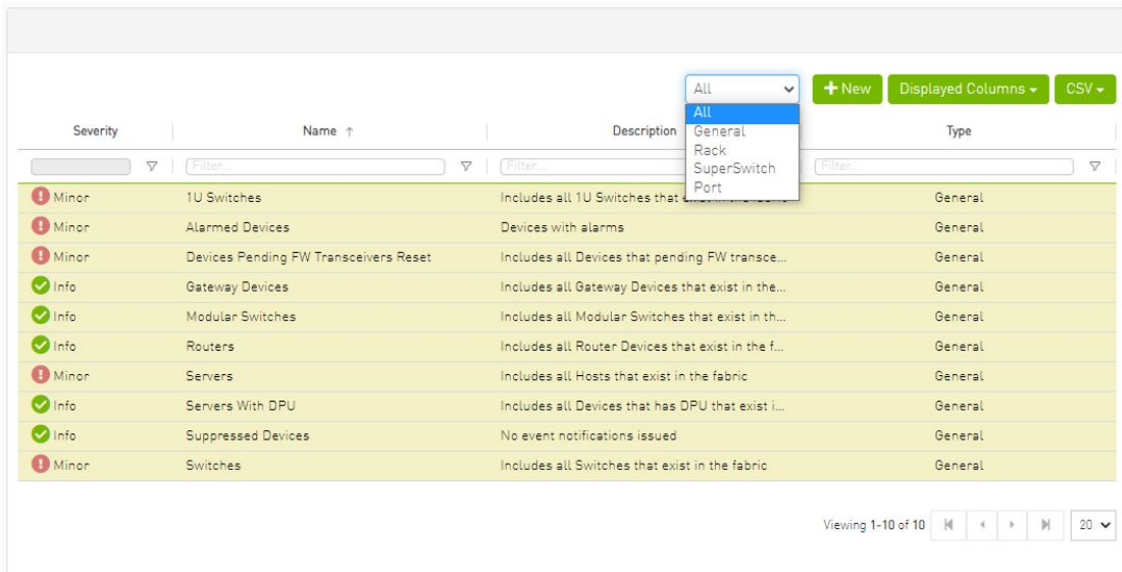 All
+ New
Displayed Columns
CSV
All
General
Rack
SuperSwitch
Port
Severity Name ↑ Description Type
Filter... Filter... Filter...
Minor 1U Switches Includes all 1U Switches that General
Minor Alarmed Devices Devices with alarms General
Minor Devices Pending FW Transceivers Reset Includes all Devices that pending FW transce... General
Info Gateway Devices Includes all Gateway Devices that exist in the... General
Info Modular Switches Includes all Modular Switches that exist in th... General
Info Routers Includes all Router Devices that exist in the f... General
Minor Servers Includes all Hosts that exist in the fabric General
Info Servers With DPU Includes all Devices that has DPU that exist i... General
Info Suppressed Devices No event notifications issued General
Minor Switches Includes all Switches that exist in the fabric General
Viewing 1-10 of 10 20